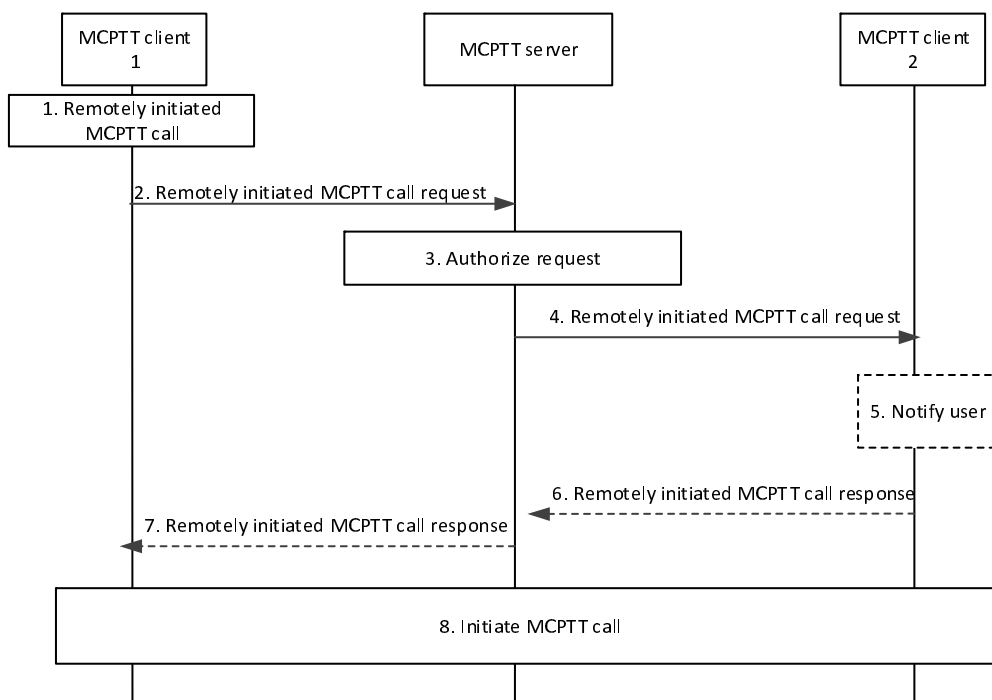 MCPTT client
1
MCPTT server
MCPTT client
2
1. Remotely initiated
MCPTT call
2. Remotely initiated MCPTT call request
3. Authorize request
4. Remotely initiated MCPTT call request
5. Notify user
6. Remotely initiated MCPTT call response
7. Remotely initiated MCPTT call response
8. Initiate MCPTT call